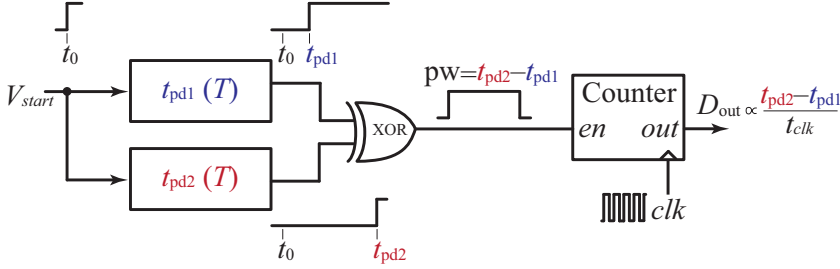 t0
t0 tpd1
Vstart
tpd1 (T)
tpd2 (T)
XOR
pw=tpd2−tpd1
Counter
en out
Dout ∝ tpd2−tpd1
tclk
clk
t0 tpd2